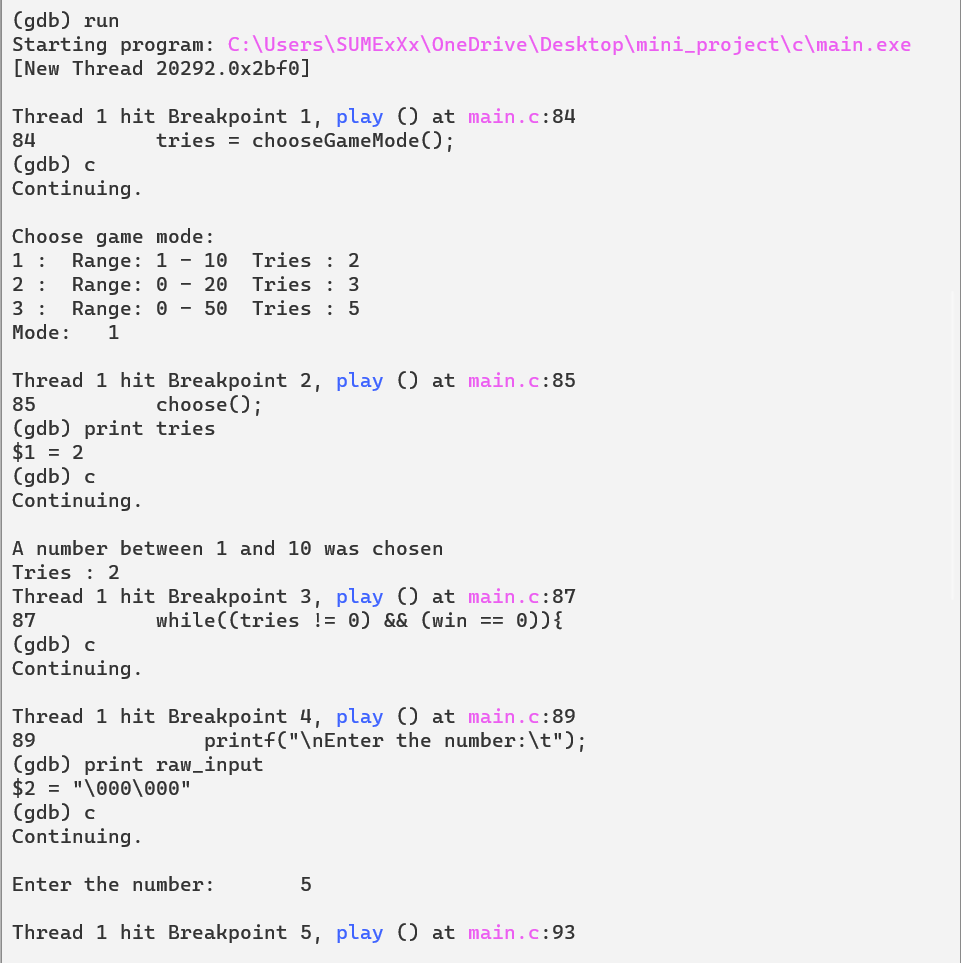 (gdb) run
Starting program: C:\Users\SUMExXx\OneDrive\Desktop\mini_project\c\main.exe
[New Thread 20292.0x2bf0]
Thread 1 hit Breakpoint 1, play () at main.c:84
84          tries = chooseGameMode();
(gdb) c
Continuing.
Choose game mode:
1 :  Range: 1 - 10  Tries : 2
2 :  Range: 0 - 20  Tries : 3
3 :  Range: 0 - 50  Tries : 5
Mode:   1
Thread 1 hit Breakpoint 2, play () at main.c:85
85          choose();
(gdb) print tries
$1 = 2
(gdb) c
Continuing.
A number between 1 and 10 was chosen
Tries : 2
Thread 1 hit Breakpoint 3, play () at main.c:87
87          while((tries != 0) && (win == 0)){
(gdb) c
Continuing.
Thread 1 hit Breakpoint 4, play () at main.c:89
89              printf("\nEnter the number:\t");
(gdb) print raw_input
$2 = "\000\000"
(gdb) c
Continuing.
Enter the number:       5
Thread 1 hit Breakpoint 5, play () at main.c:93